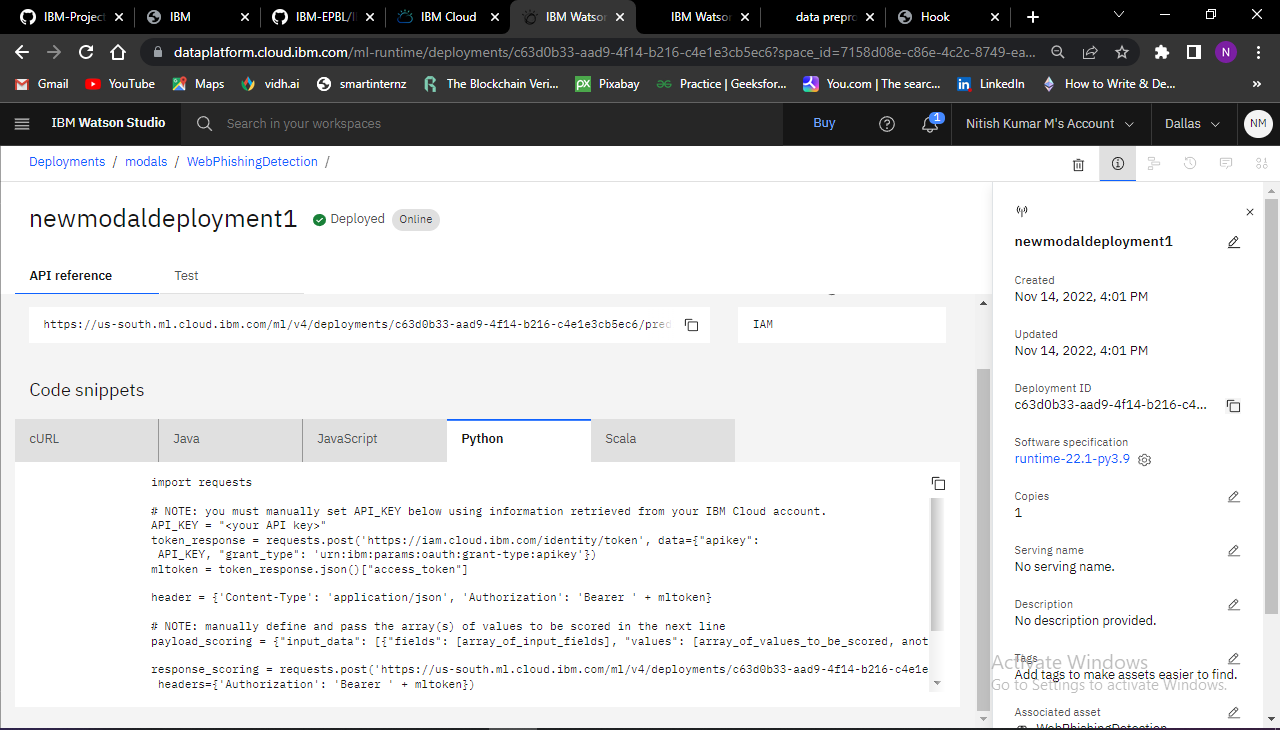 IBM-Project
IBM
IBM-EPBL/I
IBM Cloud
IBM Watson
IBM Watson
data prepro
Hook
dataplatform.cloud.ibm.com/ml-runtime/deployments/c63d0b33-aad9-4f14-b216-c4e1e3cb5ec6?space_id=7158d08e-c86e-4c2c-8749-ea...
N
Gmail
YouTube
Maps
vidh.ai
smartinternz
The Blockchain Veri...
Pixabay
Practice | Geeksfor...
You.com | The searc...
LinkedIn
How to Write & De...
»
IBM Watson Studio
Search in your workspaces
Buy
1
Nitish Kumar M's Account
Dallas
NM
Deployments / modals / WebPhishingDetection /
newmodaldeployment1
Deployed
Online
API reference
Test
https://us-south.ml.cloud.ibm.com/ml/v4/deployments/c63d0b33-aad9-4f14-b216-c4e1e3cb5ec6/pred
IAM
Code snippets
cURL
Java
JavaScript
Python
Scala
import requests
# NOTE: you must manually set API_KEY below using information retrieved from your IBM Cloud account.
API_KEY = "<your API key>"
token_response = requests.post('https://iam.cloud.ibm.com/identity/token', data={"apikey":
API_KEY, "grant_type": 'urn:ibm:params:oauth:grant-type:apikey'})
mltoken = token_response.json()["access_token"]
header = {'Content-Type': 'application/json', 'Authorization': 'Bearer ' + mltoken}
# NOTE: manually define and pass the array(s) of values to be scored in the next line
payload_scoring = {"input_data": [{"fields": [array_of_input_fields], "values": [array_of_values_to_be_scored, anot
response_scoring = requests.post('https://us-south.ml.cloud.ibm.com/ml/v4/deployments/c63d0b33-aad9-4f14-b216-c4e1e
headers={'Authorization': 'Bearer ' + mltoken})
newmodaldeployment1
Created
Nov 14, 2022, 4:01 PM
Updated
Nov 14, 2022, 4:01 PM
Deployment ID
c63d0b33-aad9-4f14-b216-c4...
Software specification
runtime-22.1-py3.9
Copies
1
Serving name
No serving name.
Description
No description provided.
Tags
Add tags to make assets easier to find.
Associated asset
WebPhishingDetection
Activate Windows
Go to Settings to activate Windows.